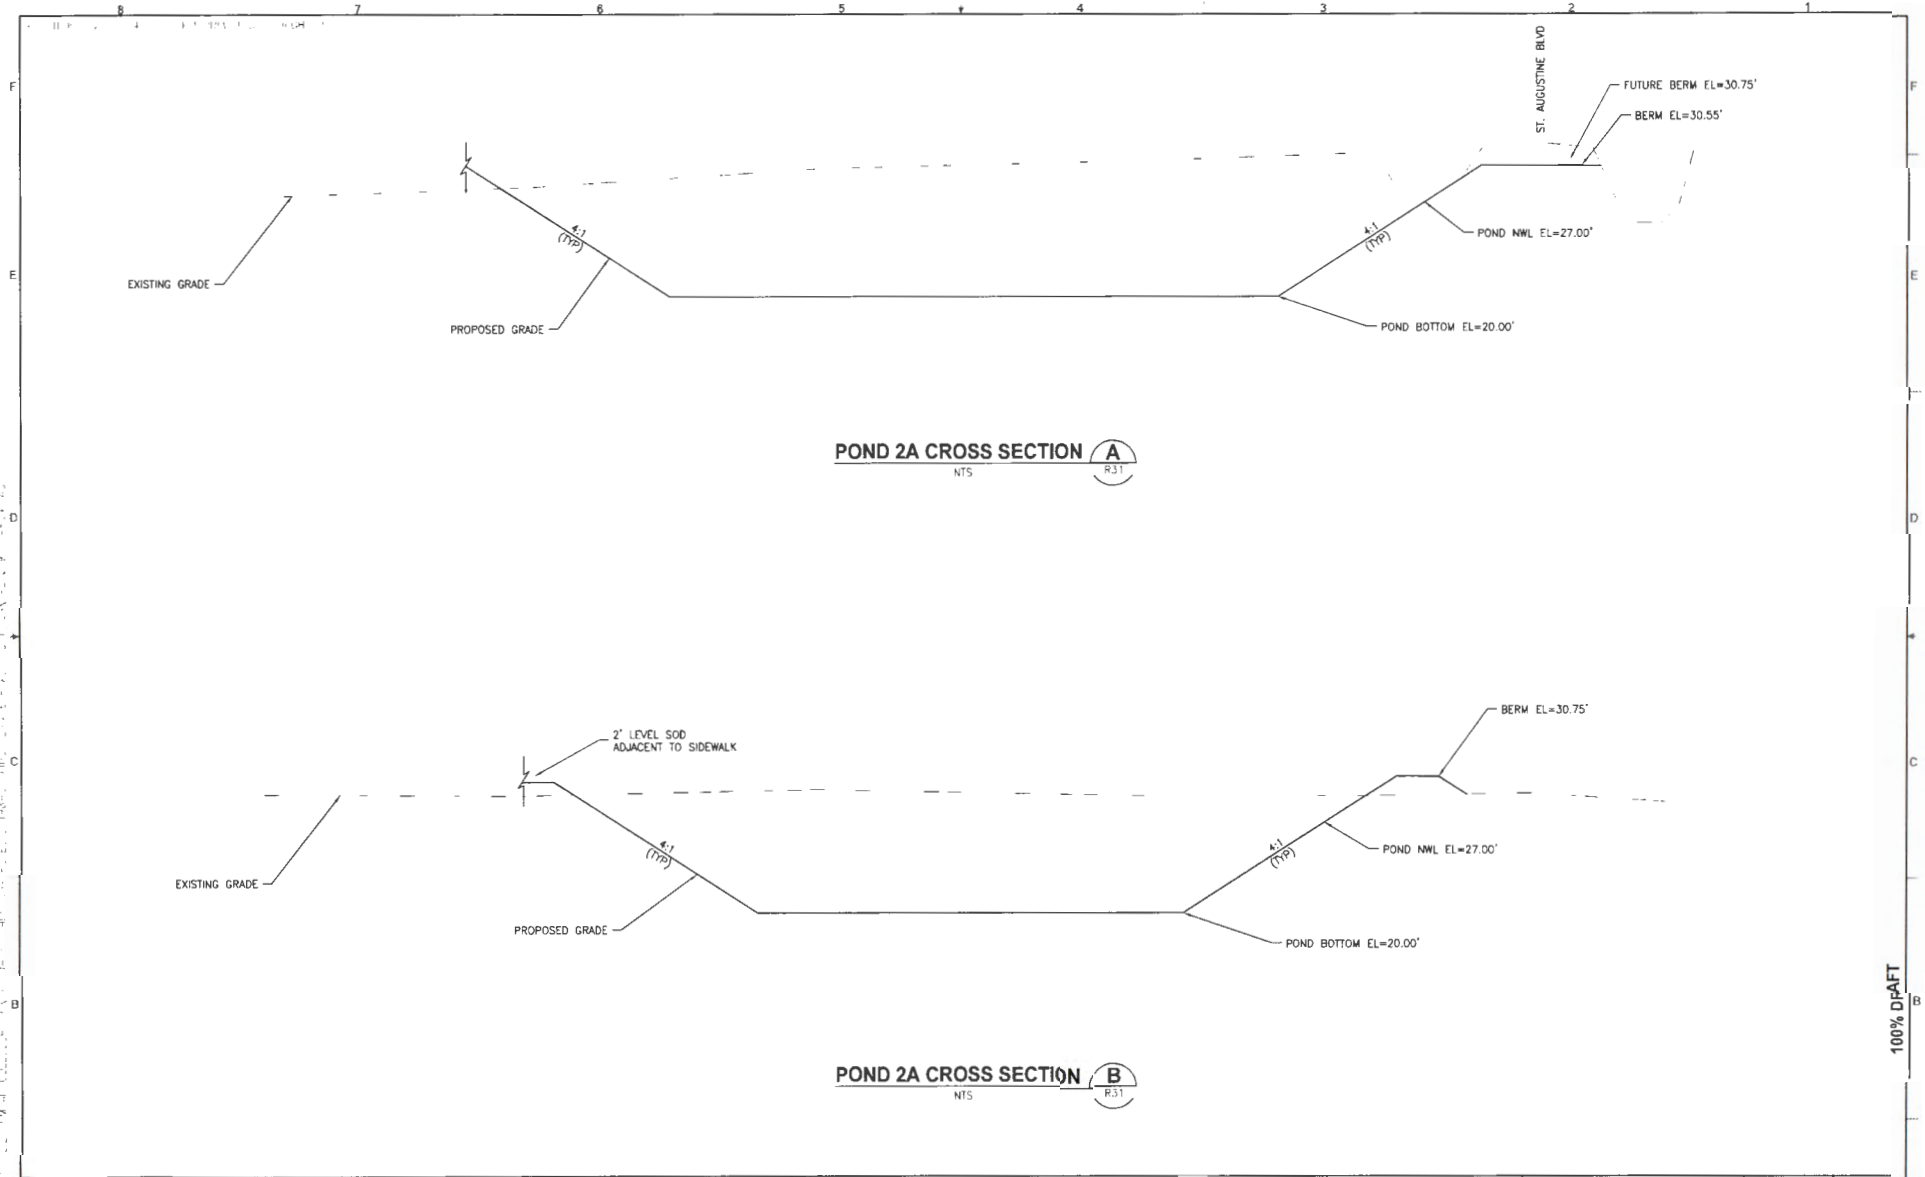 8 7 6 5 4 3 2 1
F F
ST. AUGUSTINE BLVD
FUTURE BERM EL=30.75'
BERM EL=30.55'
4:1
(TYP)
4:1
(TYP)
POND NWL EL=27.00'
E E
EXISTING GRADE
PROPOSED GRADE
POND BOTTOM EL=20.00'
POND 2A CROSS SECTION A
NTS R31
D D
BERM EL=30.75'
2' LEVEL SOD
ADJACENT TO SIDEWALK
C C
4:1
(TYP)
4:1
(TYP)
POND NWL EL=27.00'
EXISTING GRADE
PROPOSED GRADE
POND BOTTOM EL=20.00'
100% DRAFT
B B
POND 2A CROSS SECTION B
NTS R31